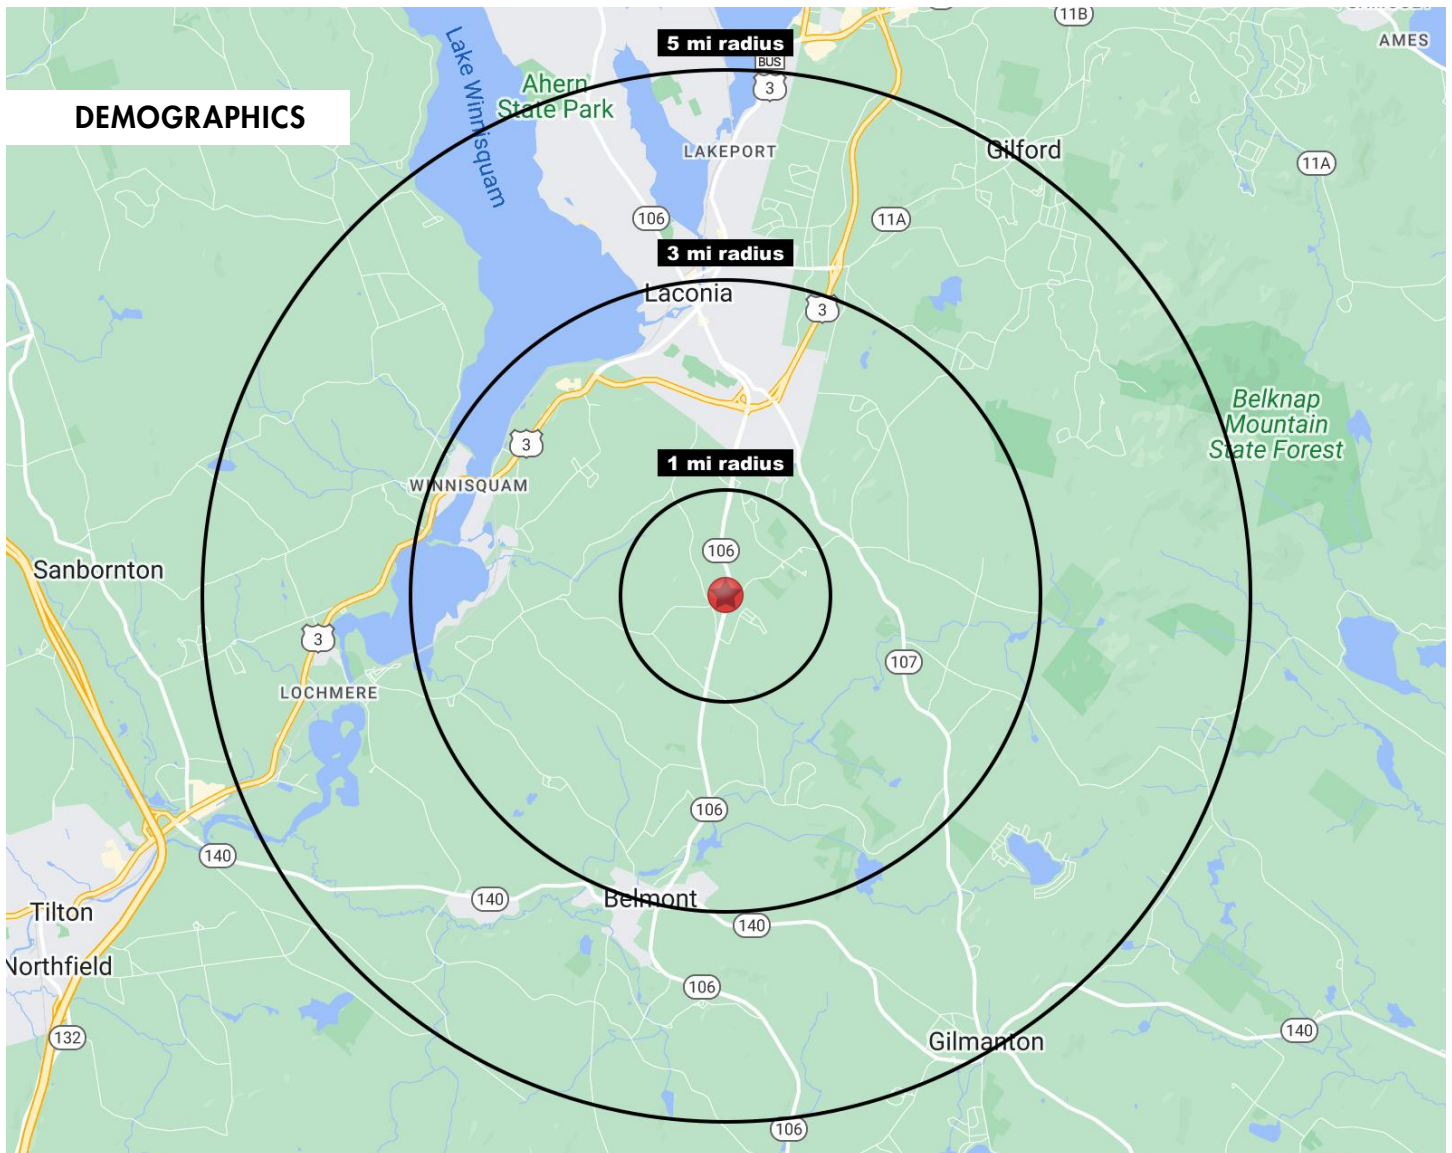 11B
AMES
5 mi radius
BUS
3
Lake Winnisquam
Ahern
State Park
DEMOGRAPHICS
LAKEPORT
Gilford
11A
106
11A
3 mi radius
Laconia
3
Belknap
Mountain
State Forest
3
1 mi radius
WINNISQUAM
106
Sanbornton
3
107
LOCHMERE
106
140
140
Belmont
Tilton
140
Northfield
106
132
Gilmanton
140
106